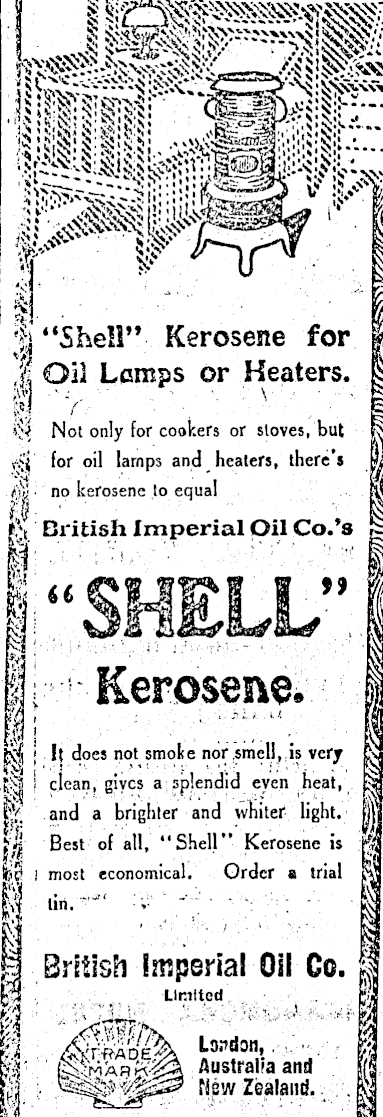 "Shell" Kerosene for
Oil Lamps or Heaters.
Not only for cookers or stoves, but
for oil lamps and heaters, there's
no kerosene to equal
British Imperial Oil Co.'s
"SHELL"
Kerosene.
It does not smoke nor smell, is very
clean, gives a splendid even heat,
and a brighter and whiter light.
Best of all, "Shell" Kerosene is
most economical. Order a trial
tin.
British Imperial Oil Co.
Limited
TRADE
MARK
London,
Australia and
New Zealand.